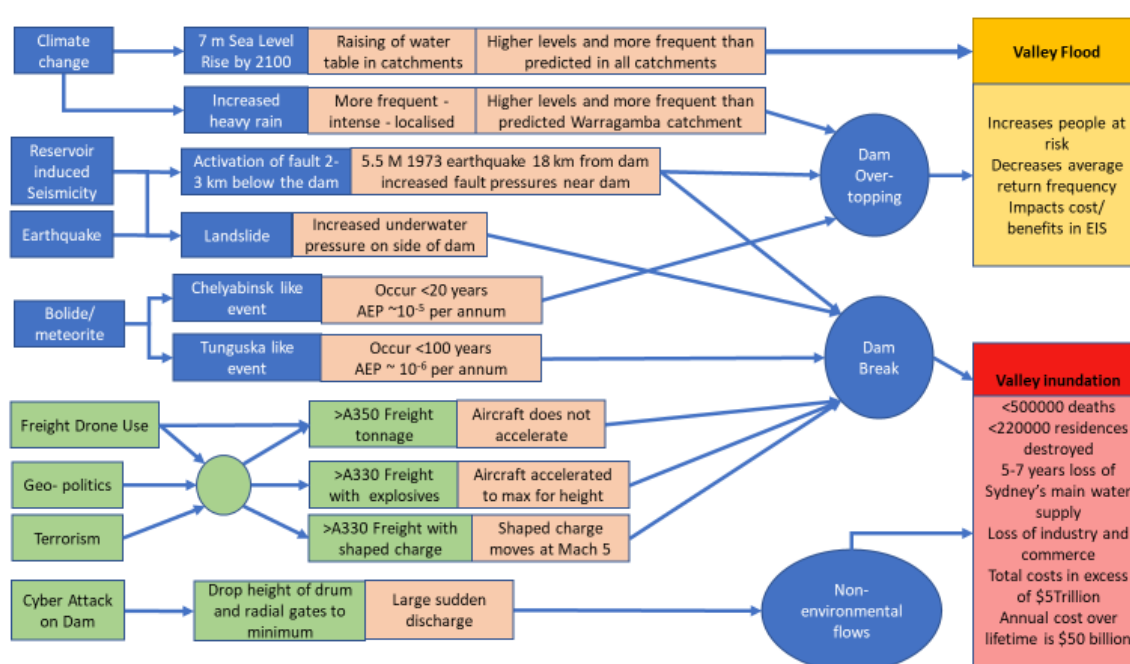 Climate
change
7 m Sea Level
Rise by 2100
Raising of water
table in catchments
Higher levels and more frequent than
predicted in all catchments
Valley Flood
Increased
heavy rain
More frequent -
intense - localised
Higher levels and more frequent than
predicted Warragamba catchment
Increases people at
risk
Decreases average
return frequency
Impacts cost/
benefits in EIS
Reservoir
induced
Seismicity
Activation of fault 2-
3 km below the dam
5.5 M 1973 earthquake 18 km from dam
increased fault pressures near dam
Dam
Over-
topping
Earthquake
Landslide
Increased underwater
pressure on side of dam
Bolide/
meteorite
Chelyabinsk like
event
Occur <20 years
AEP ~10⁻⁵ per annum
Tunguska like
event
Occur <100 years
AEP ~ 10⁻⁶ per annum
Dam
Break
Valley inundation
<500000 deaths
<220000 residences
destroyed
5-7 years loss of
Sydney's main water
supply
Loss of industry and
commerce
Total costs in excess
of $5Trillion
Annual cost over
lifetime is $50 billion
Freight Drone Use
>A350 Freight
tonnage
Aircraft does not
accelerate
Geo- politics
>A330 Freight
with explosives
Aircraft accelerated
to max for height
Terrorism
>A330 Freight with
shaped charge
Shaped charge
moves at Mach 5
Cyber Attack
on Dam
Drop height of drum
and radial gates to
minimum
Large sudden
discharge
Non-
environmental
flows